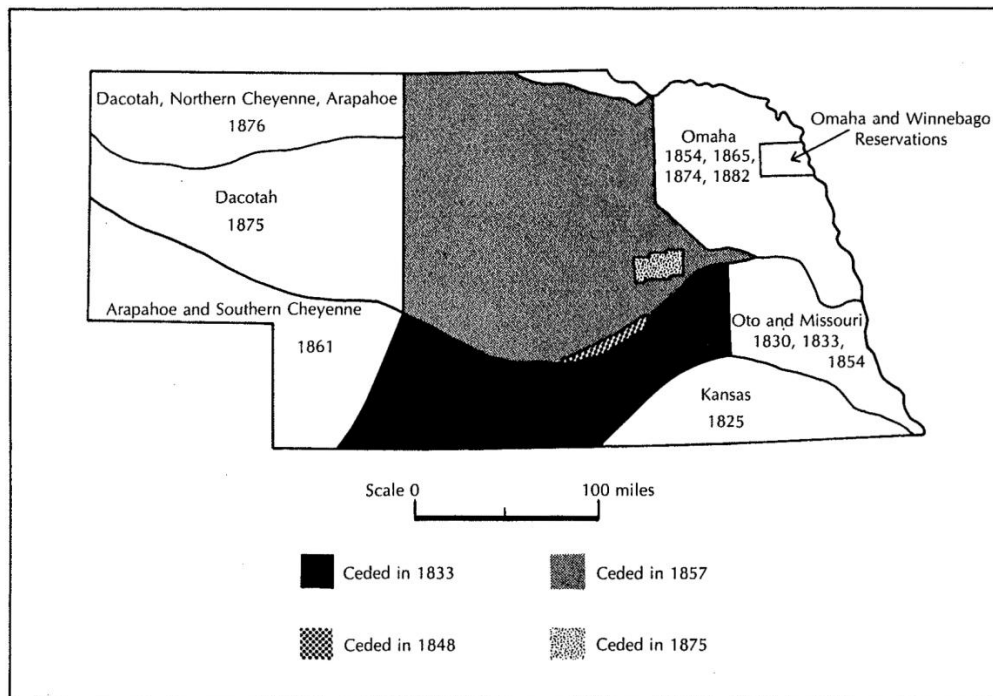 Dacotah, Northern Cheyenne, Arapahoe
1876
Omaha
1854, 1865,
1874, 1882
Omaha and Winnebago
Reservations
Dacotah
1875
Arapahoe and Southern Cheyenne
1861
Oto and Missouri
1830, 1833,
1854
Kansas
1825
Scale 0 100 miles
Ceded in 1833
Ceded in 1857
Ceded in 1848
Ceded in 1875